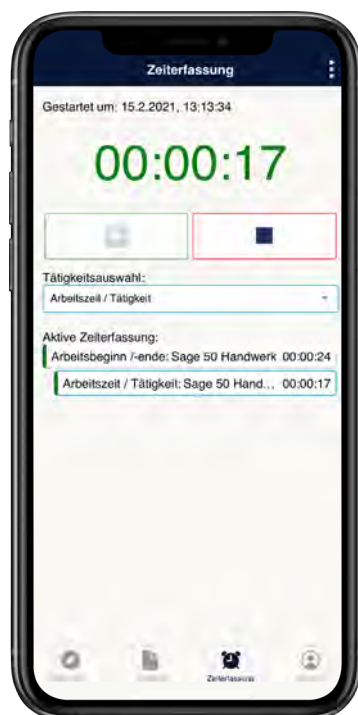 Zeiterfassung
Gestartet um: 15.2.2021, 13:13:34
00:00:17
Tätigkeitsauswahl:
Arbeitszeit / Tätigkeit
Aktive Zeiterfassung:
Arbeitsbeginn /-ende: Sage 50 Handwerk 00:00:24
Arbeitszeit / Tätigkeit: Sage 50 Hand... 00:00:17
Zeiterfassung